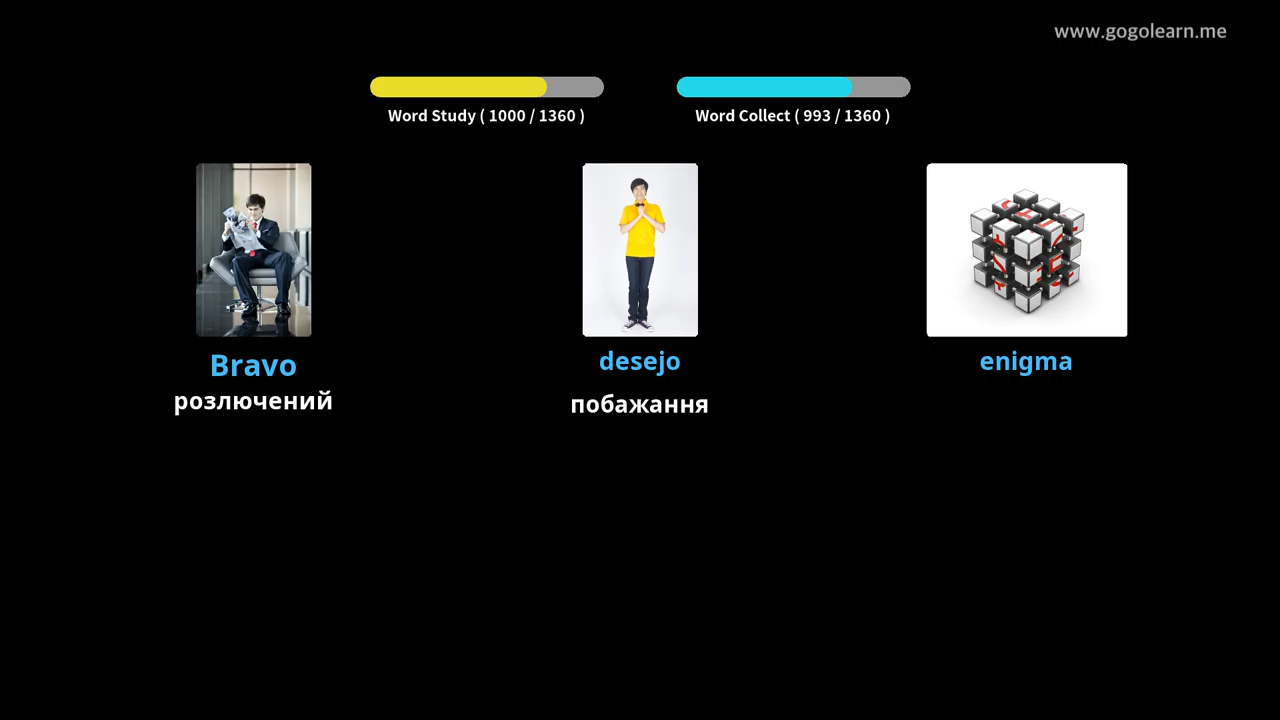 www.gogolearn.me
Word Study ( 1000 / 1360 )
Word Collect ( 993 / 1360 )
Bravo
розлючений
desejo
побажання
enigma